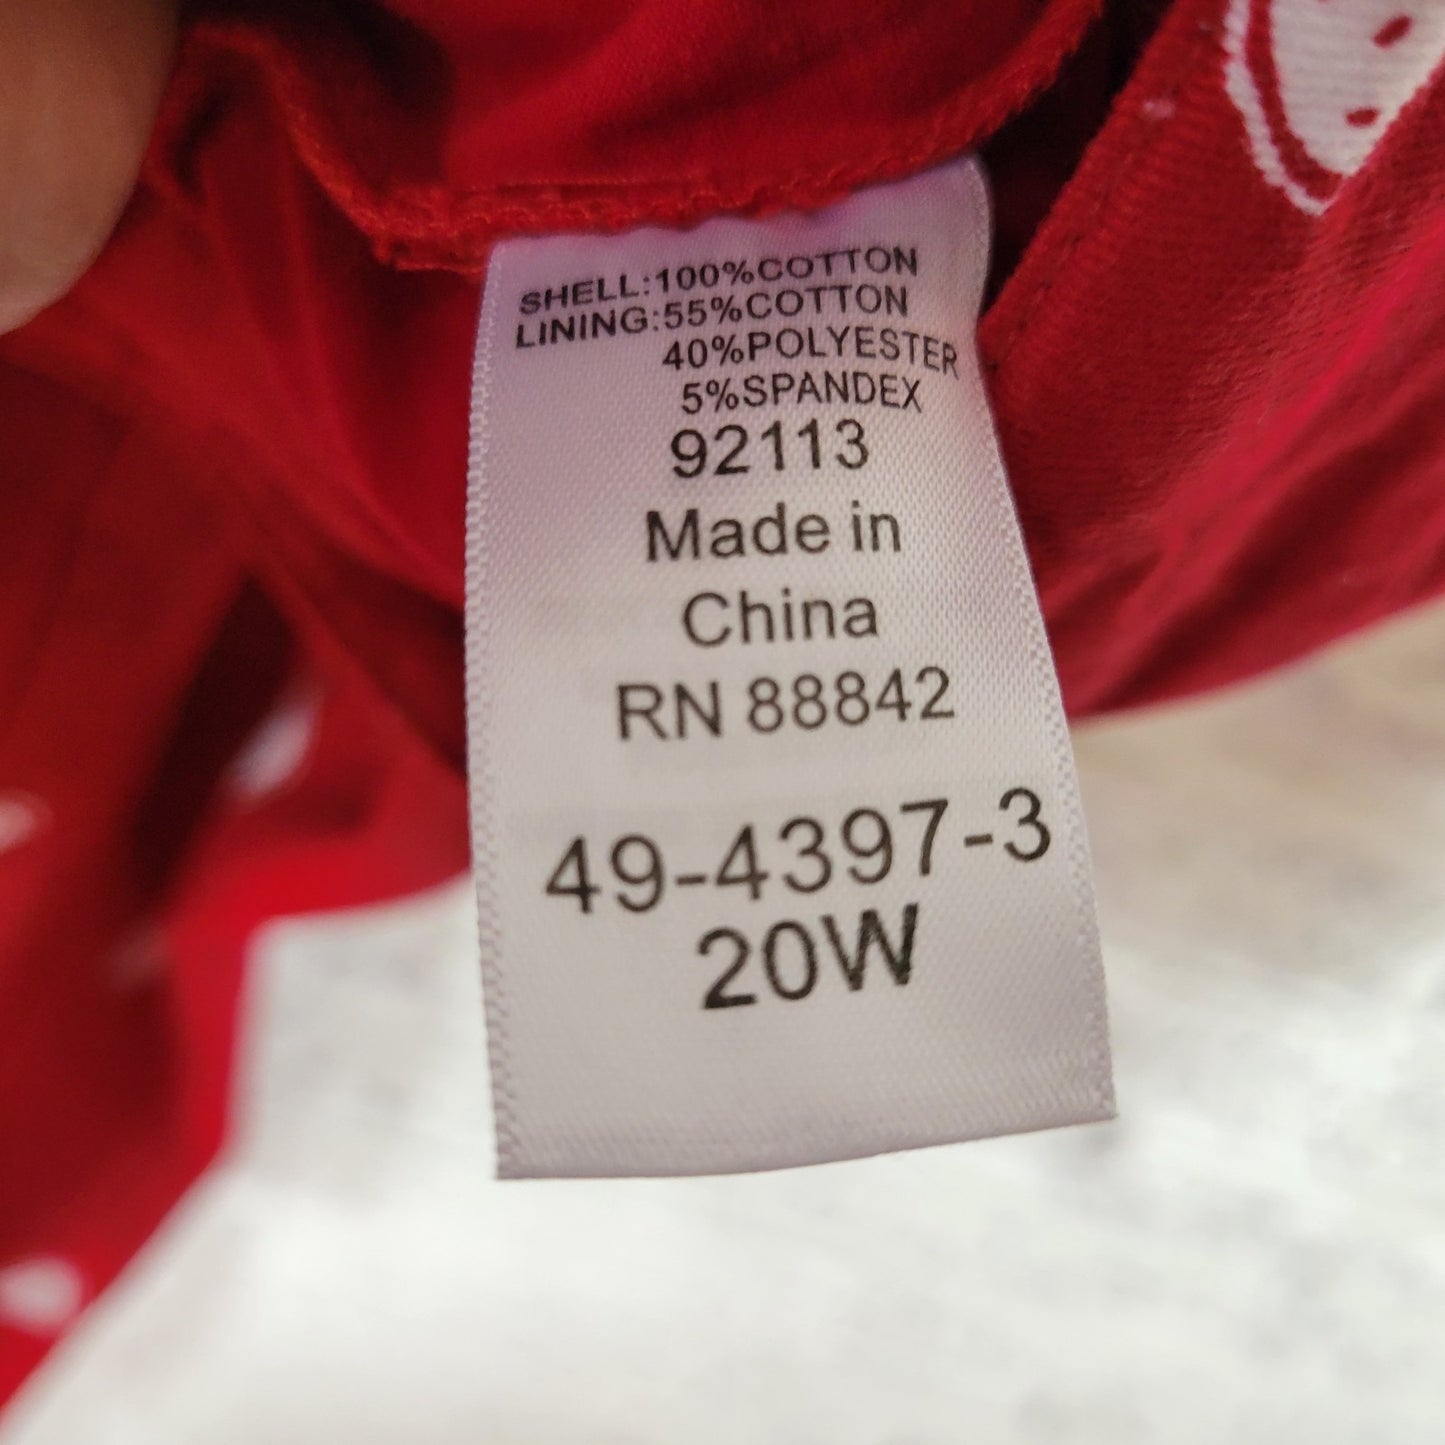 SHELL:100%COTTON
LINING:55%COTTON
40%POLYESTER
5%SPANDEX
92113
Made in
China
RN 88842
49-4397-3
20W